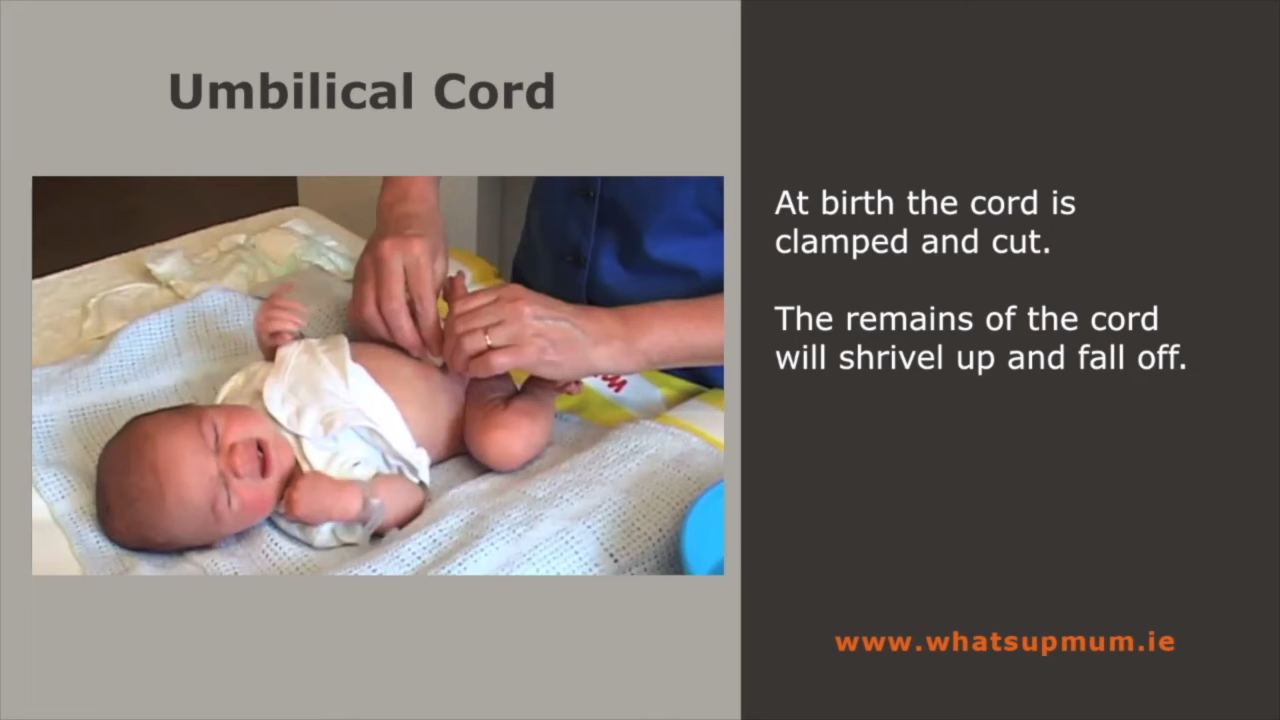 Umbilical Cord
At birth the cord is
clamped and cut.
The remains of the cord
will shrivel up and fall off.
www.whatsupmum.ie